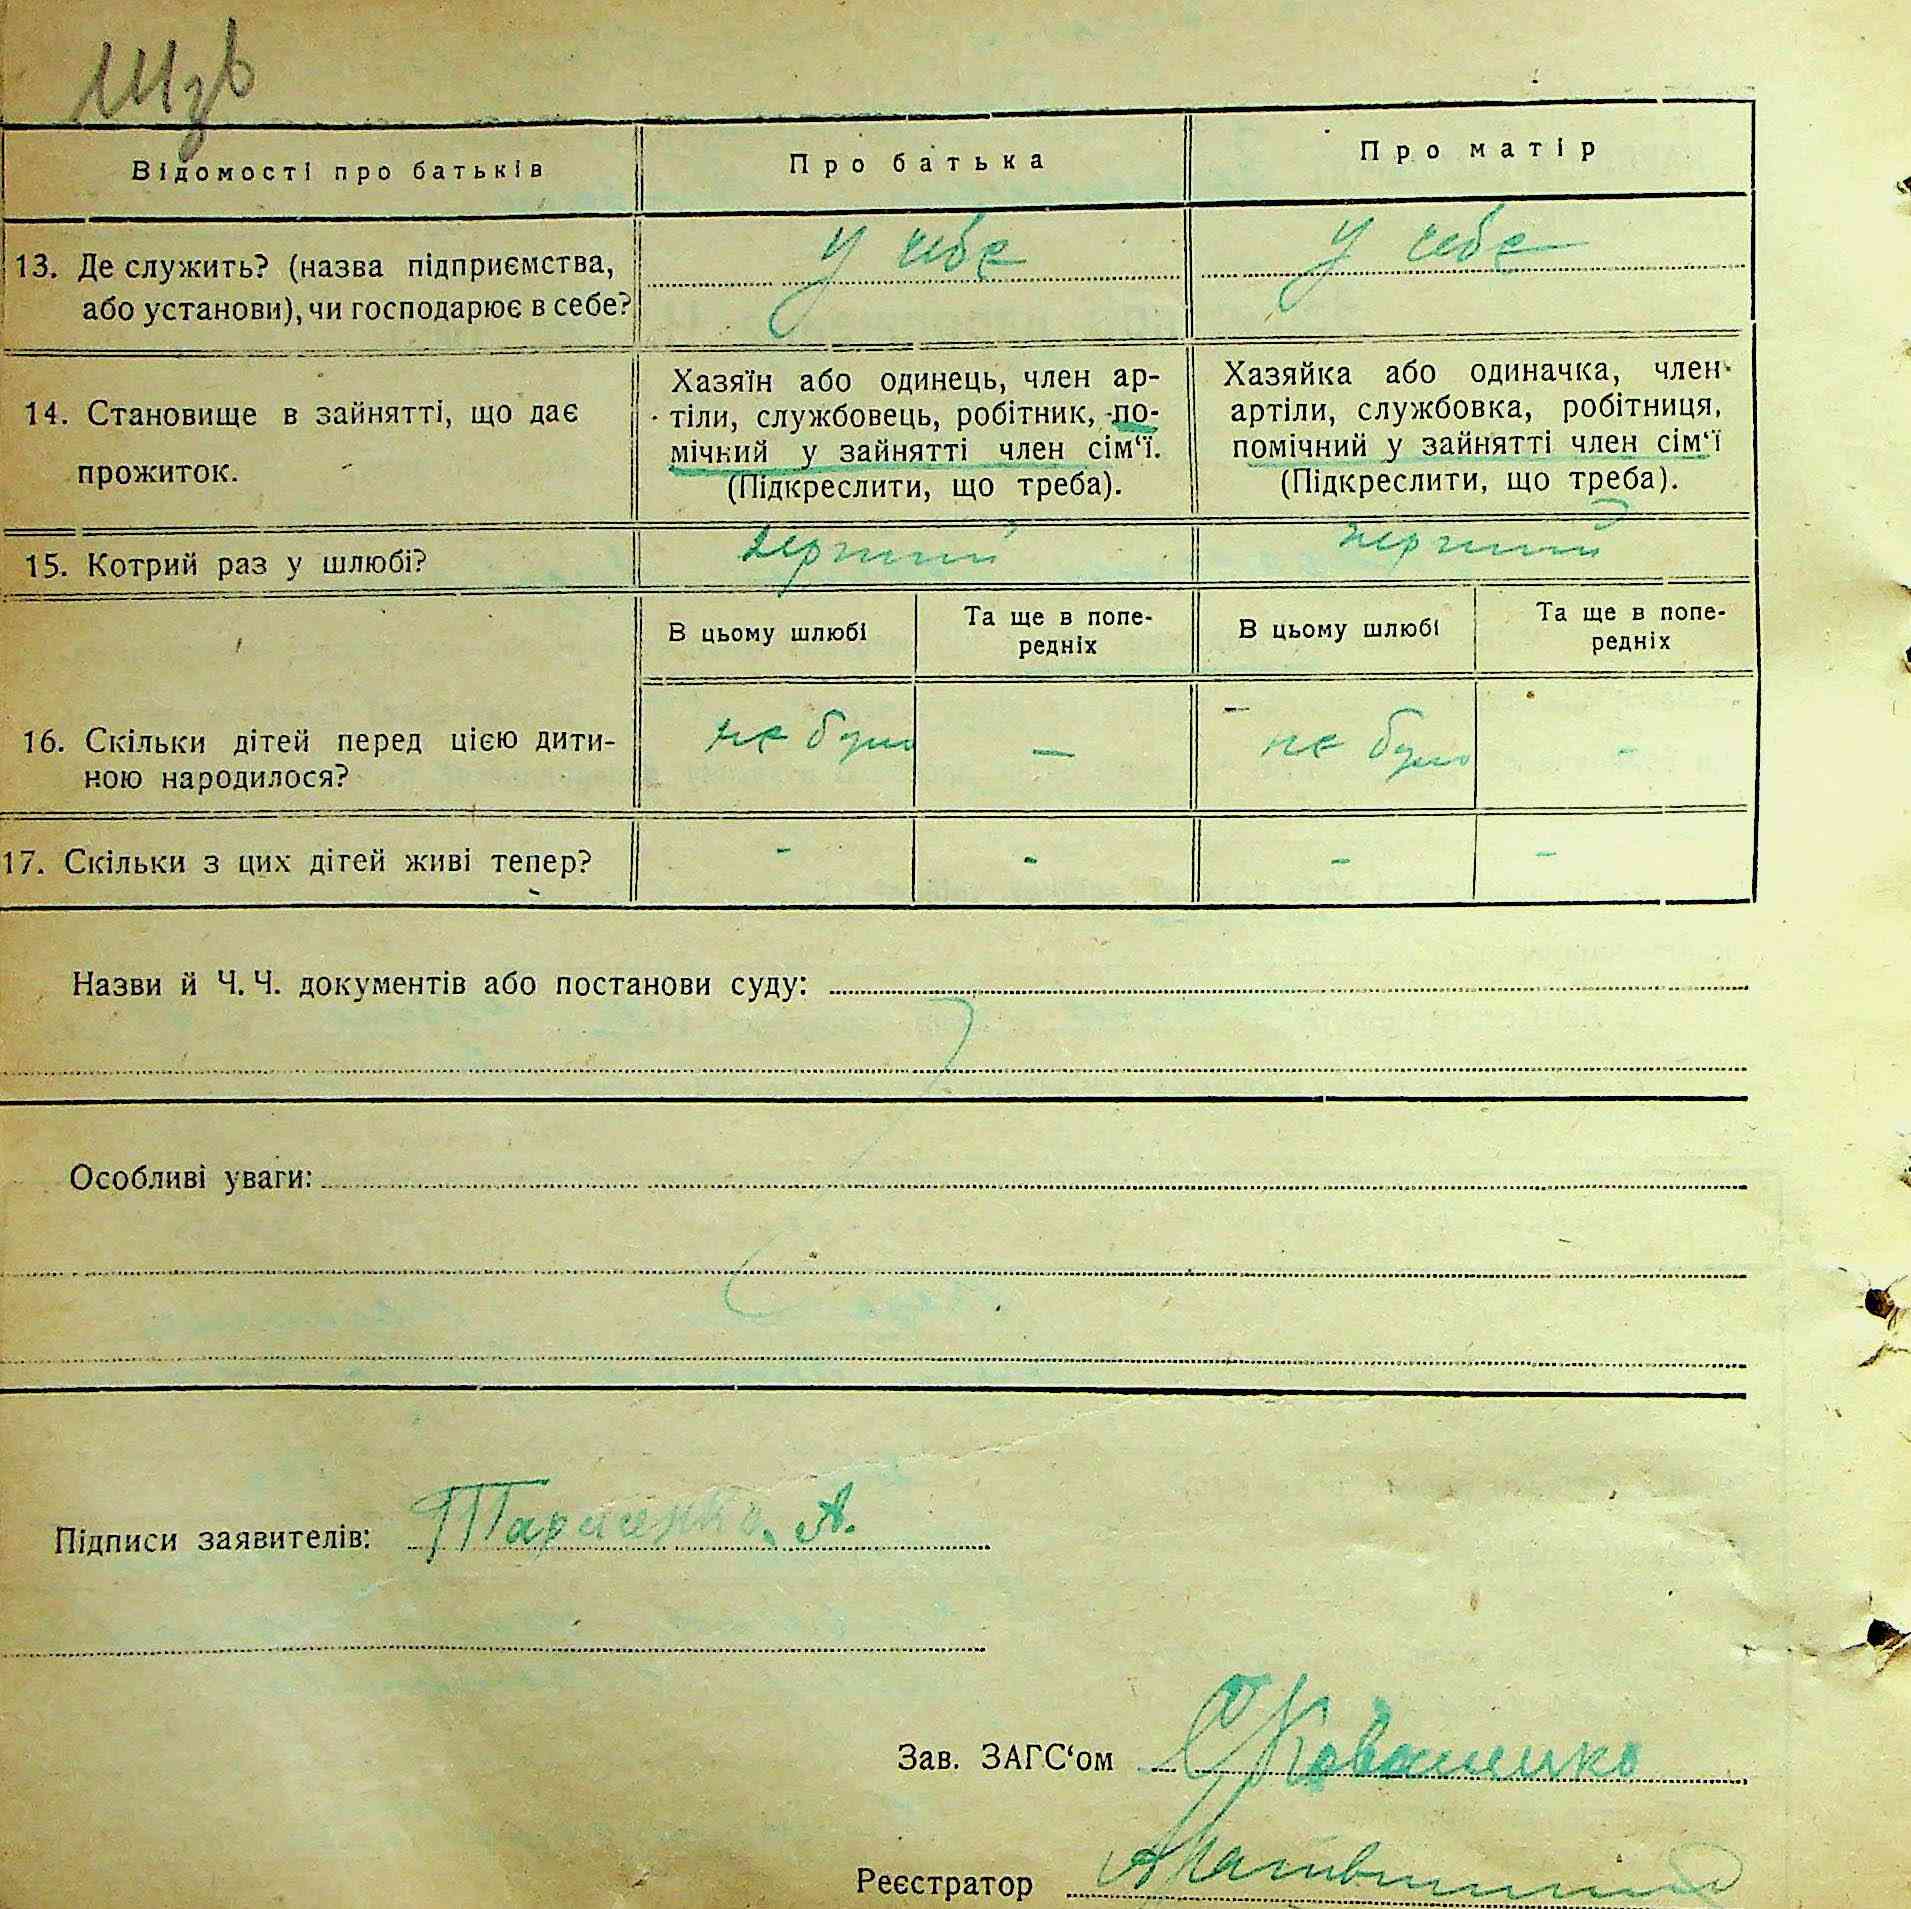 Відомості про батьків
Про батька
Про матір
13. Де служить? (назва підприємства,
або установи), чи господарює в себе?
у себе
у себе
14. Становище в зайнятті, що дає
прожиток.
Хазяїн або одинець, член ар-
тіли, службовець, робітник, по-
мічний у зайнятті член сім‘ї.
(Підкреслити, що треба).
Хазяйка або одиначка, член
артіли, службовка, робітниця,
помічний у зайнятті член сім‘ї
(Підкреслити, що треба).
15. Котрий раз у шлюбі?
перший
перший
В цьому шлюбі
Та ще в попе-
редніх
В цьому шлюбі
Та ще в попе-
редніх
16. Скільки дітей перед цією дити-
ною народилося?
не було
—
не було
-
17. Скільки з цих дітей живі тепер?
-
-
-
-
Назви й Ч. Ч. документів або постанови суду:
Особливі уваги:
Підписи заявителів: Тарасенко. А.
Зав. ЗАГС‘ом
Реєстратор